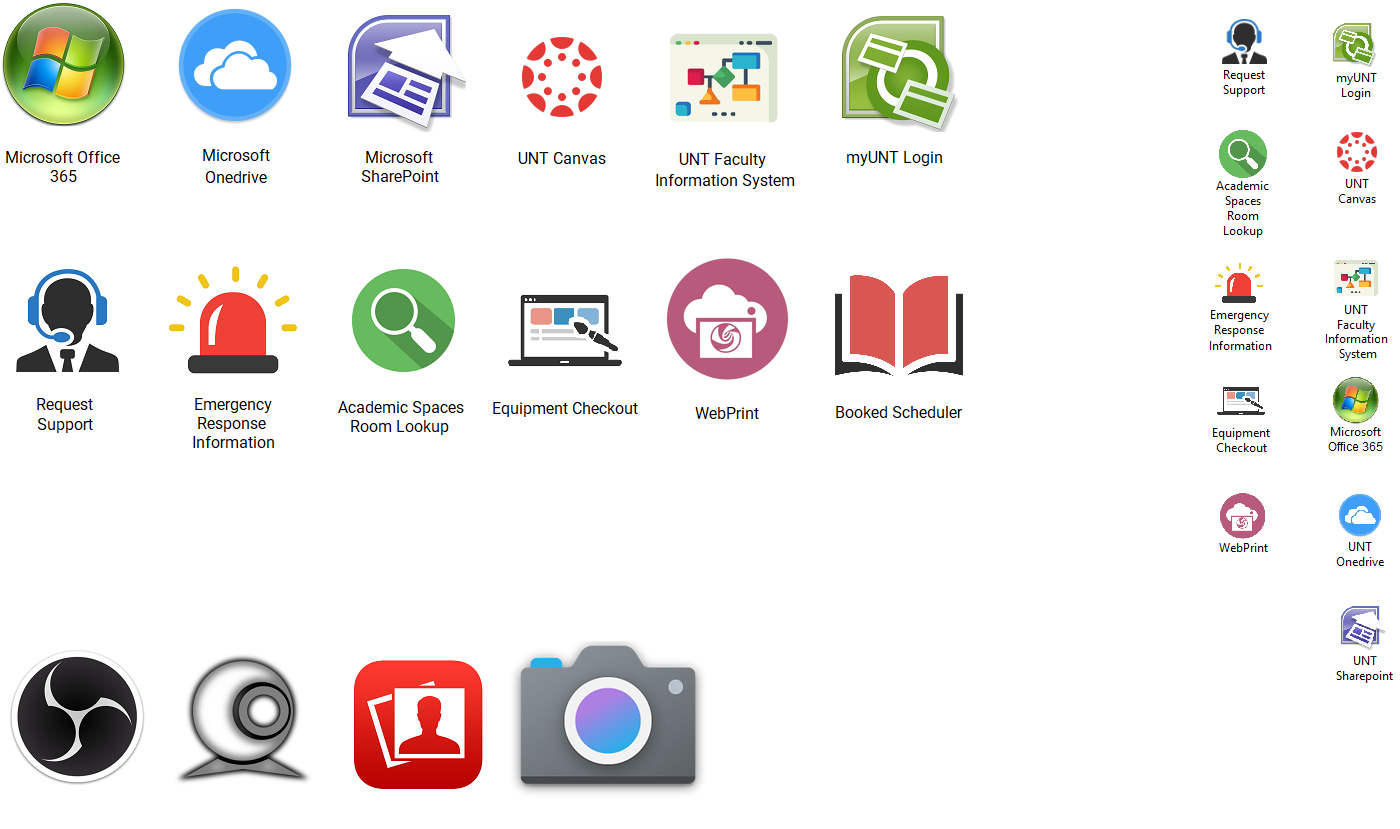 Microsoft Office
365
Microsoft
Onedrive
Microsoft
SharePoint
UNT Canvas
UNT Faculty
Information System
myUNT Login
Request
Support
Emergency
Response
Information
Academic Spaces
Room Lookup
Equipment Checkout
WebPrint
Booked Scheduler
Request
Support
myUNT
Login
Academic
Spaces
Room
Lookup
UNT
Canvas
Emergency
Response
Information
UNT
Faculty
Information
System
Equipment
Checkout
Microsoft
Office 365
WebPrint
UNT
Onedrive
UNT
Sharepoint